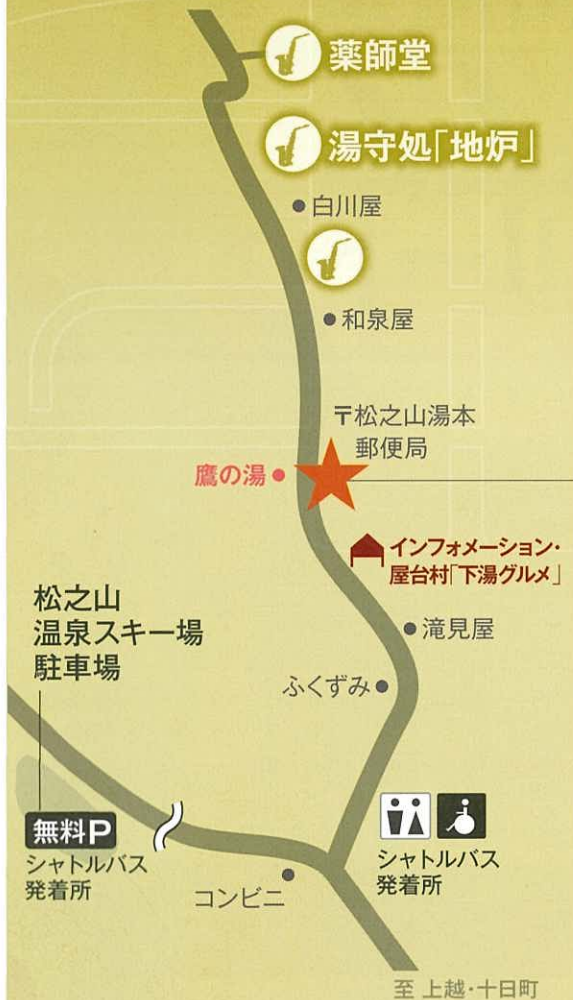 薬師堂
湯守処「地炉」
白川屋
和泉屋
〒松之山湯本
郵便局
鷹の湯
インフォメーション・
屋台村「下湯グルメ」
松之山
温泉スキー場
駐車場
滝見屋
ふくずみ
無料P
シャトルバス
発着所
シャトルバス
発着所
コンビニ
至 上越・十日町